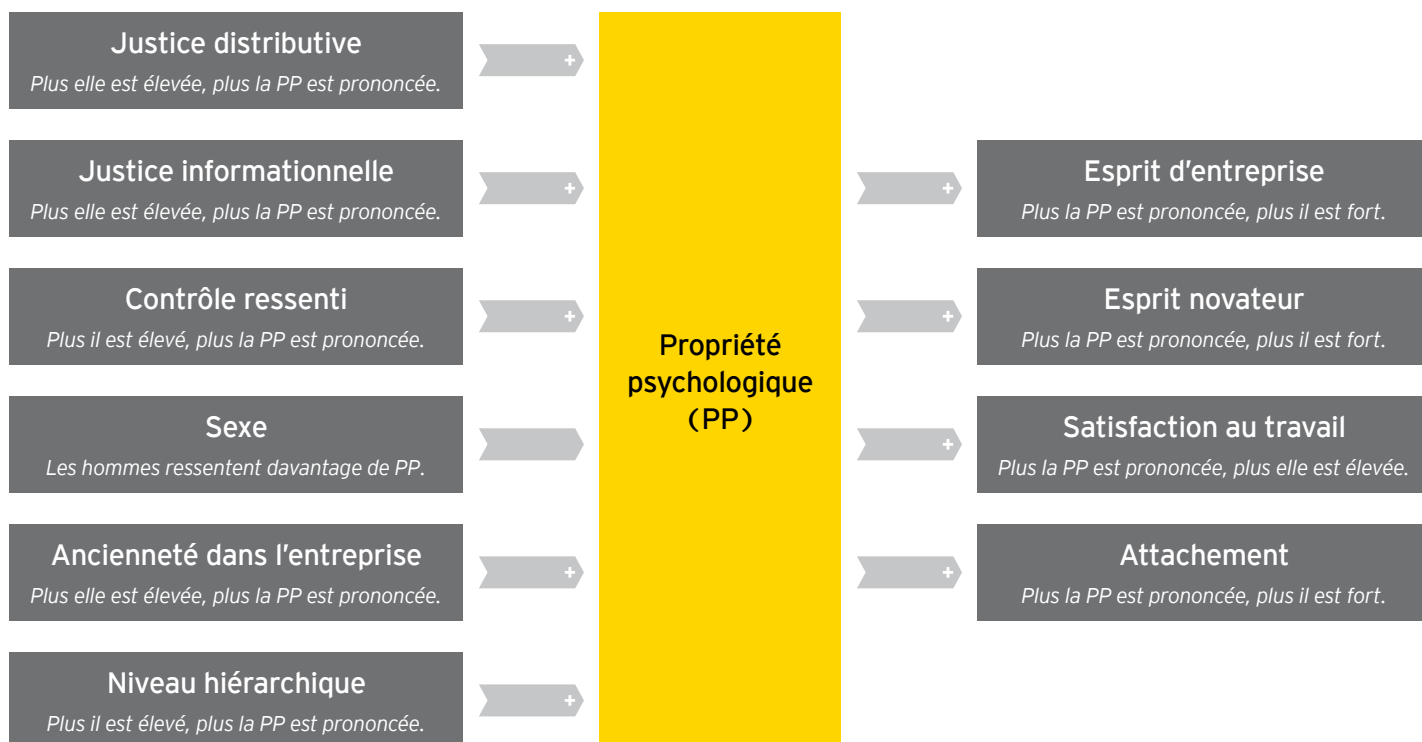 Justice distributive
Plus elle est élevée, plus la PP est prononcée.
+
Justice informationnelle
Plus elle est élevée, plus la PP est prononcée.
+
Contrôle ressenti
Plus il est élevé, plus la PP est prononcée.
+
Sexe
Les hommes ressentent davantage de PP.
Ancienneté dans l'entreprise
Plus elle est élevée, plus la PP est prononcée.
+
Niveau hiérarchique
Plus il est élevé, plus la PP est prononcée.
+
Propriété
psychologique
(PP)
+
Esprit d'entreprise
Plus la PP est prononcée, plus il est fort.
+
Esprit novateur
Plus la PP est prononcée, plus il est fort.
+
Satisfaction au travail
Plus la PP est prononcée, plus elle est élevée.
+
Attachement
Plus la PP est prononcée, plus il est fort.